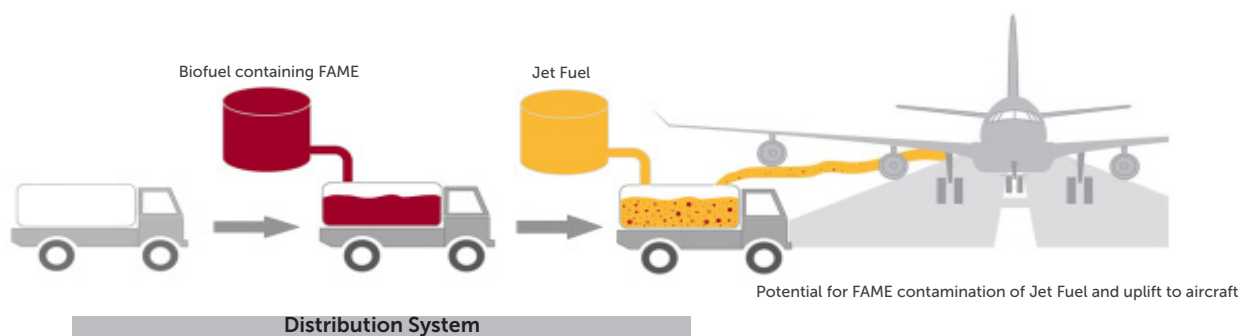 Biofuel containing FAME
Jet Fuel
Potential for FAME contamination of Jet Fuel and uplift to aircraft
Distribution System